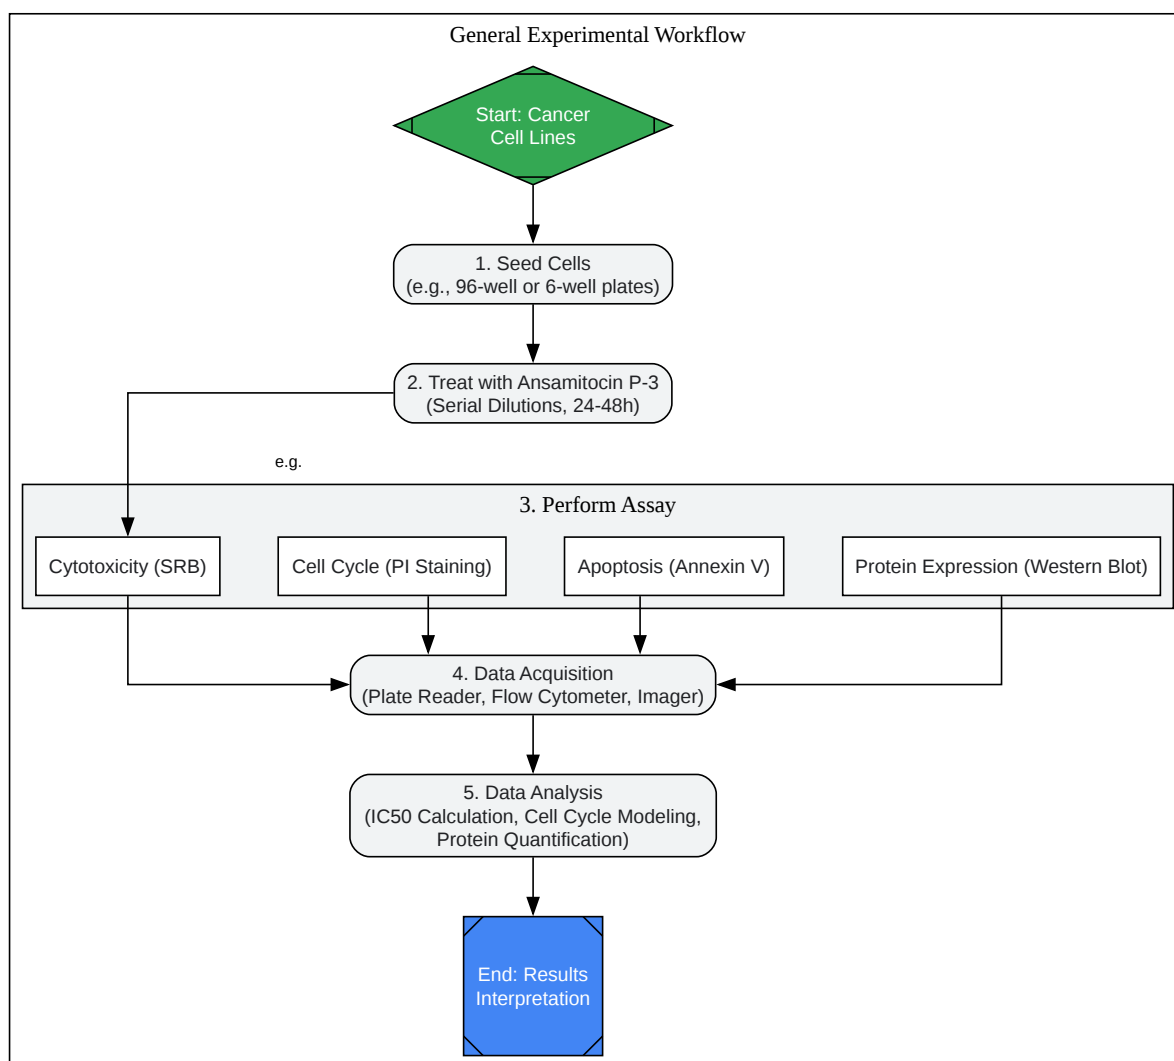 General Experimental Workflow
Start: Cancer
Cell Lines
1. Seed Cells
(e.g., 96-well or 6-well plates)
2. Treat with Ansamitocin P-3
(Serial Dilutions, 24-48h)
e.g.
3. Perform Assay
Cytotoxicity (SRB)
Cell Cycle (PI Staining)
Apoptosis (Annexin V)
Protein Expression (Western Blot)
4. Data Acquisition
(Plate Reader, Flow Cytometer, Imager)
5. Data Analysis
(IC50 Calculation, Cell Cycle Modeling,
Protein Quantification)
End: Results
Interpretation